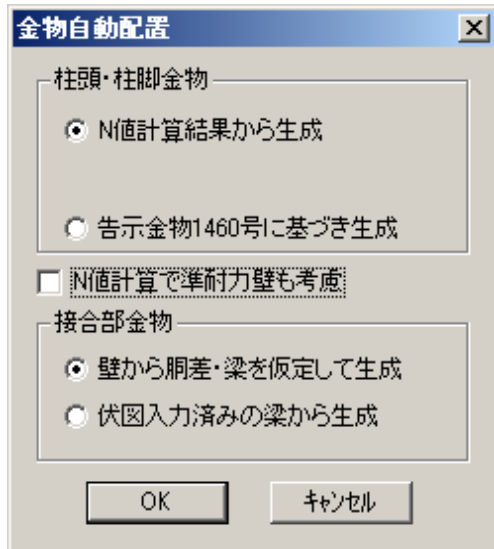 金物自動配置
柱頭・柱脚金物
N値計算結果から生成
告示金物1460号に基づき生成
N値計算で準耐力壁も考慮
接合部金物
壁から胴差・梁を仮定して生成
伏図入力済みの梁から生成
OK
ｷｬﾝｾﾙ